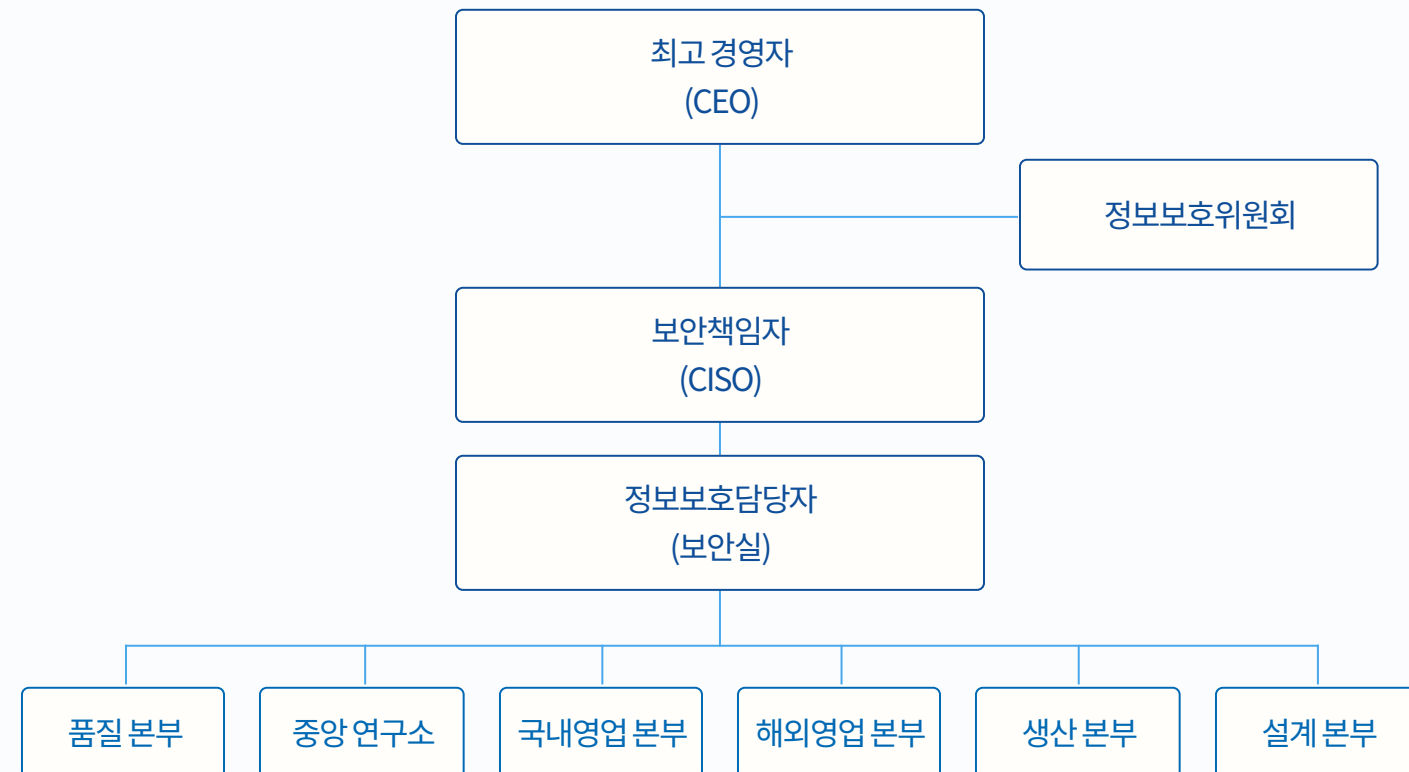 최고 경영자
(CEO)
정보보호위원회
보안책임자
(CISO)
정보보호담당자
(보안실)
품질 본부
중앙 연구소
국내영업 본부
해외영업 본부
생산 본부
설계 본부